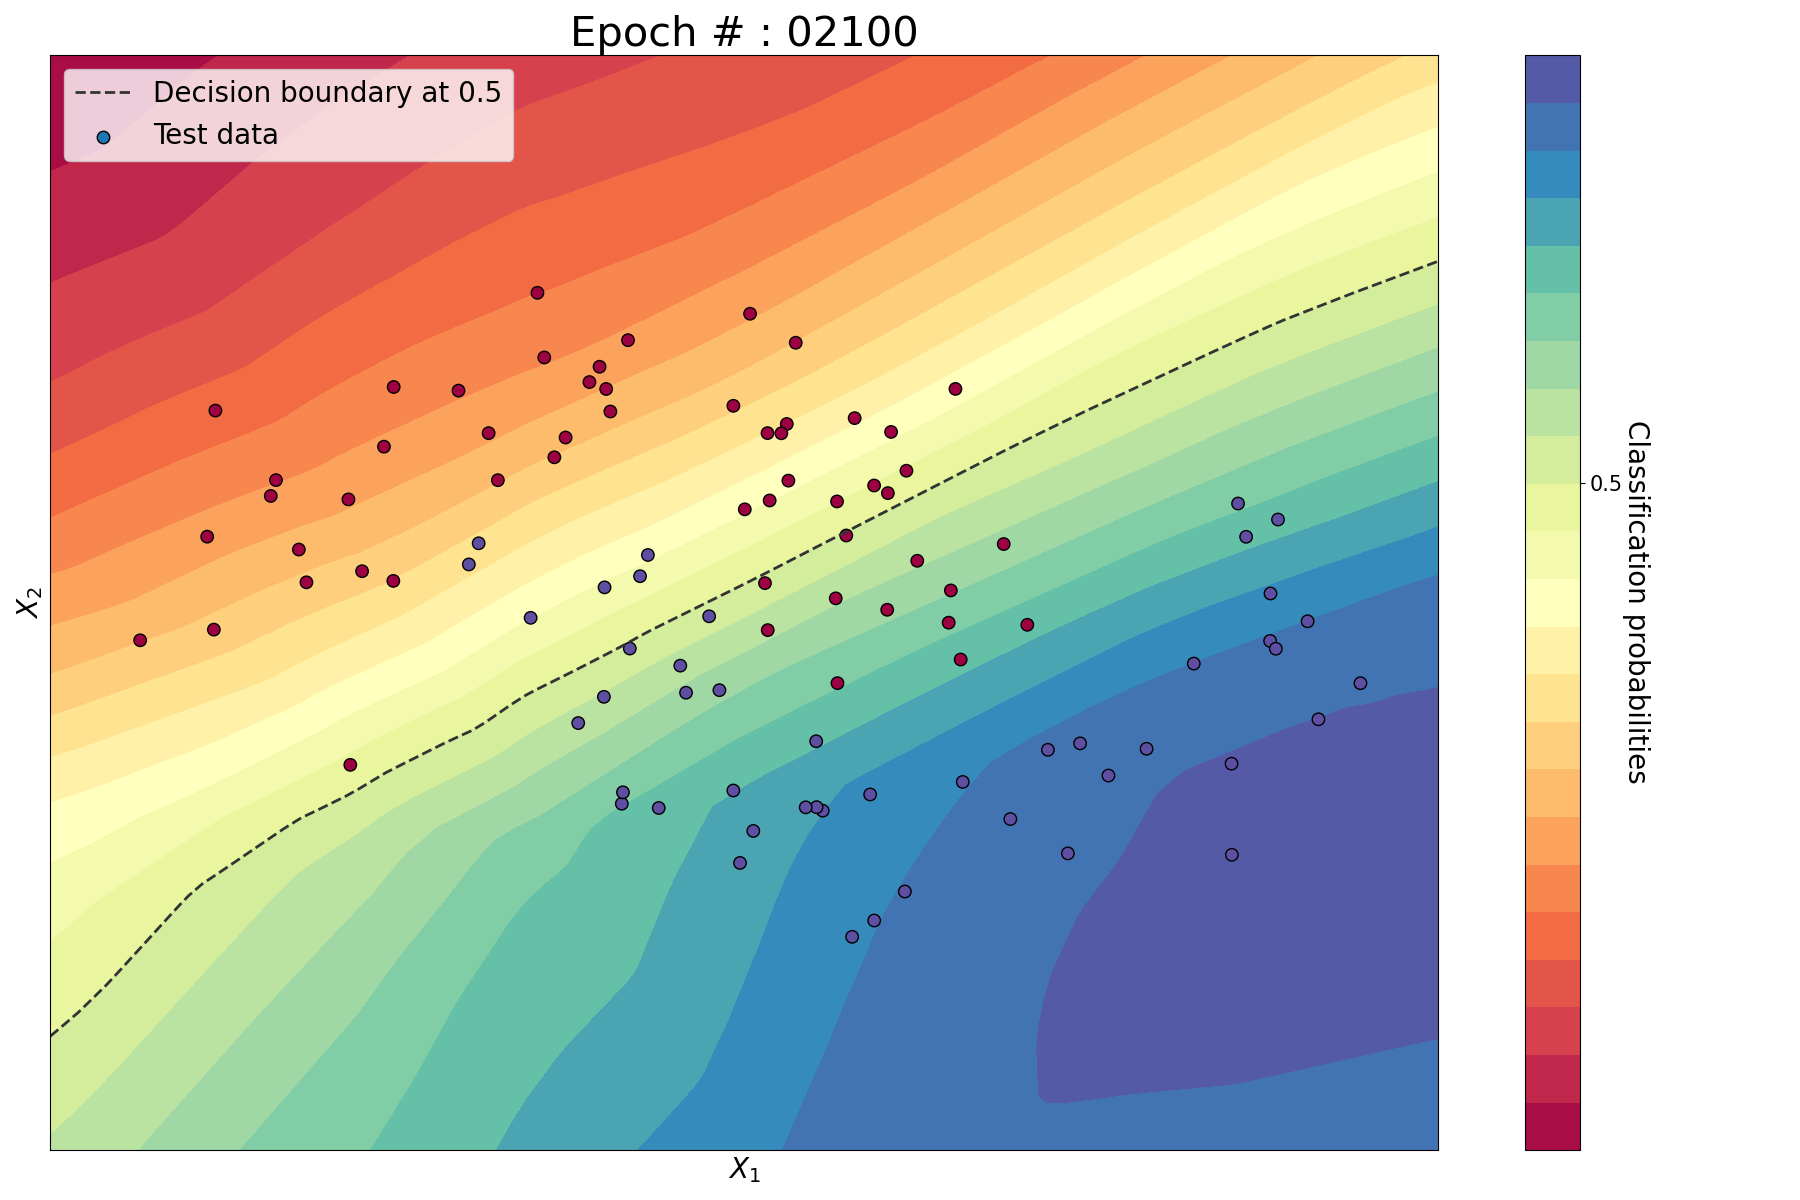 Epoch # : 02100
Decision boundary at 0.5
Test data
X₂
X₁
0.5
Classification probabilities